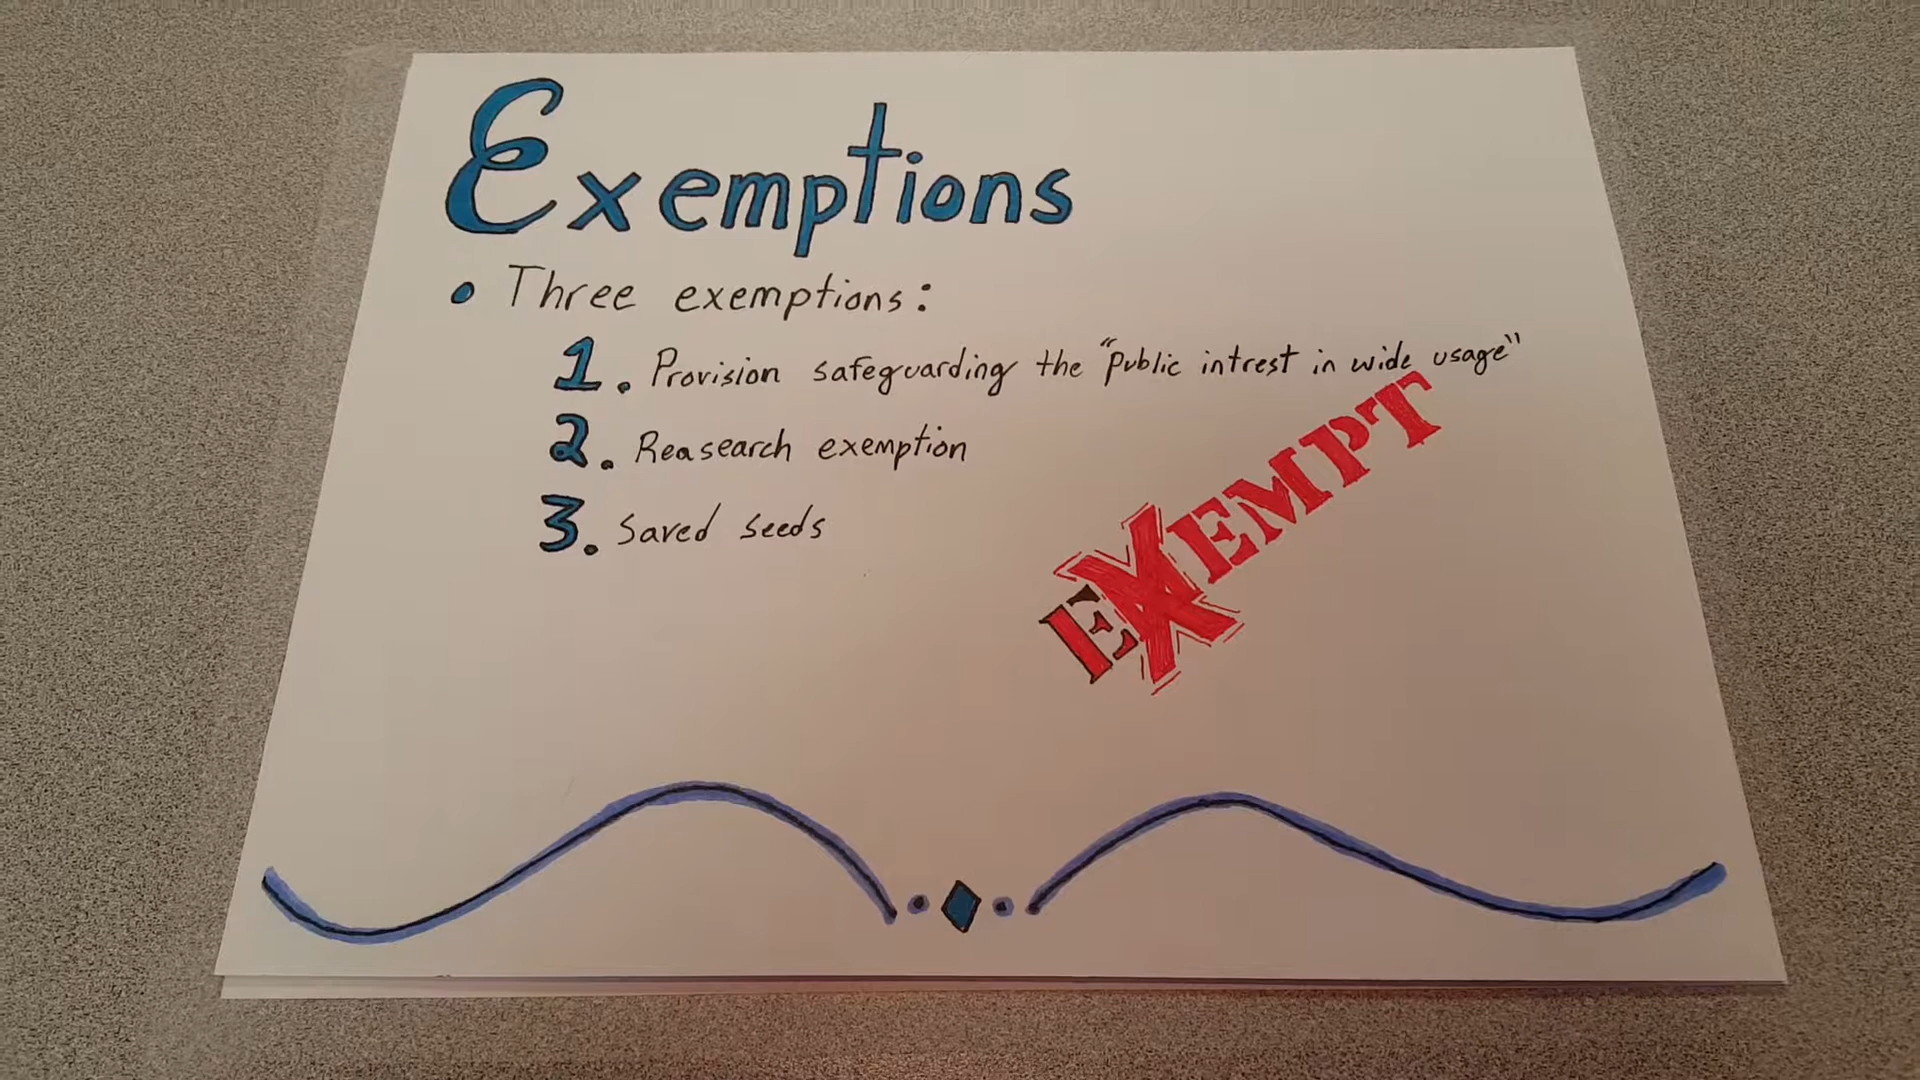 Exemptions
• Three exemptions:
1. Provision safeguarding the "public intrest in wide usage"
2. Reasearch exemption
3. Saved seeds
EXEMPT